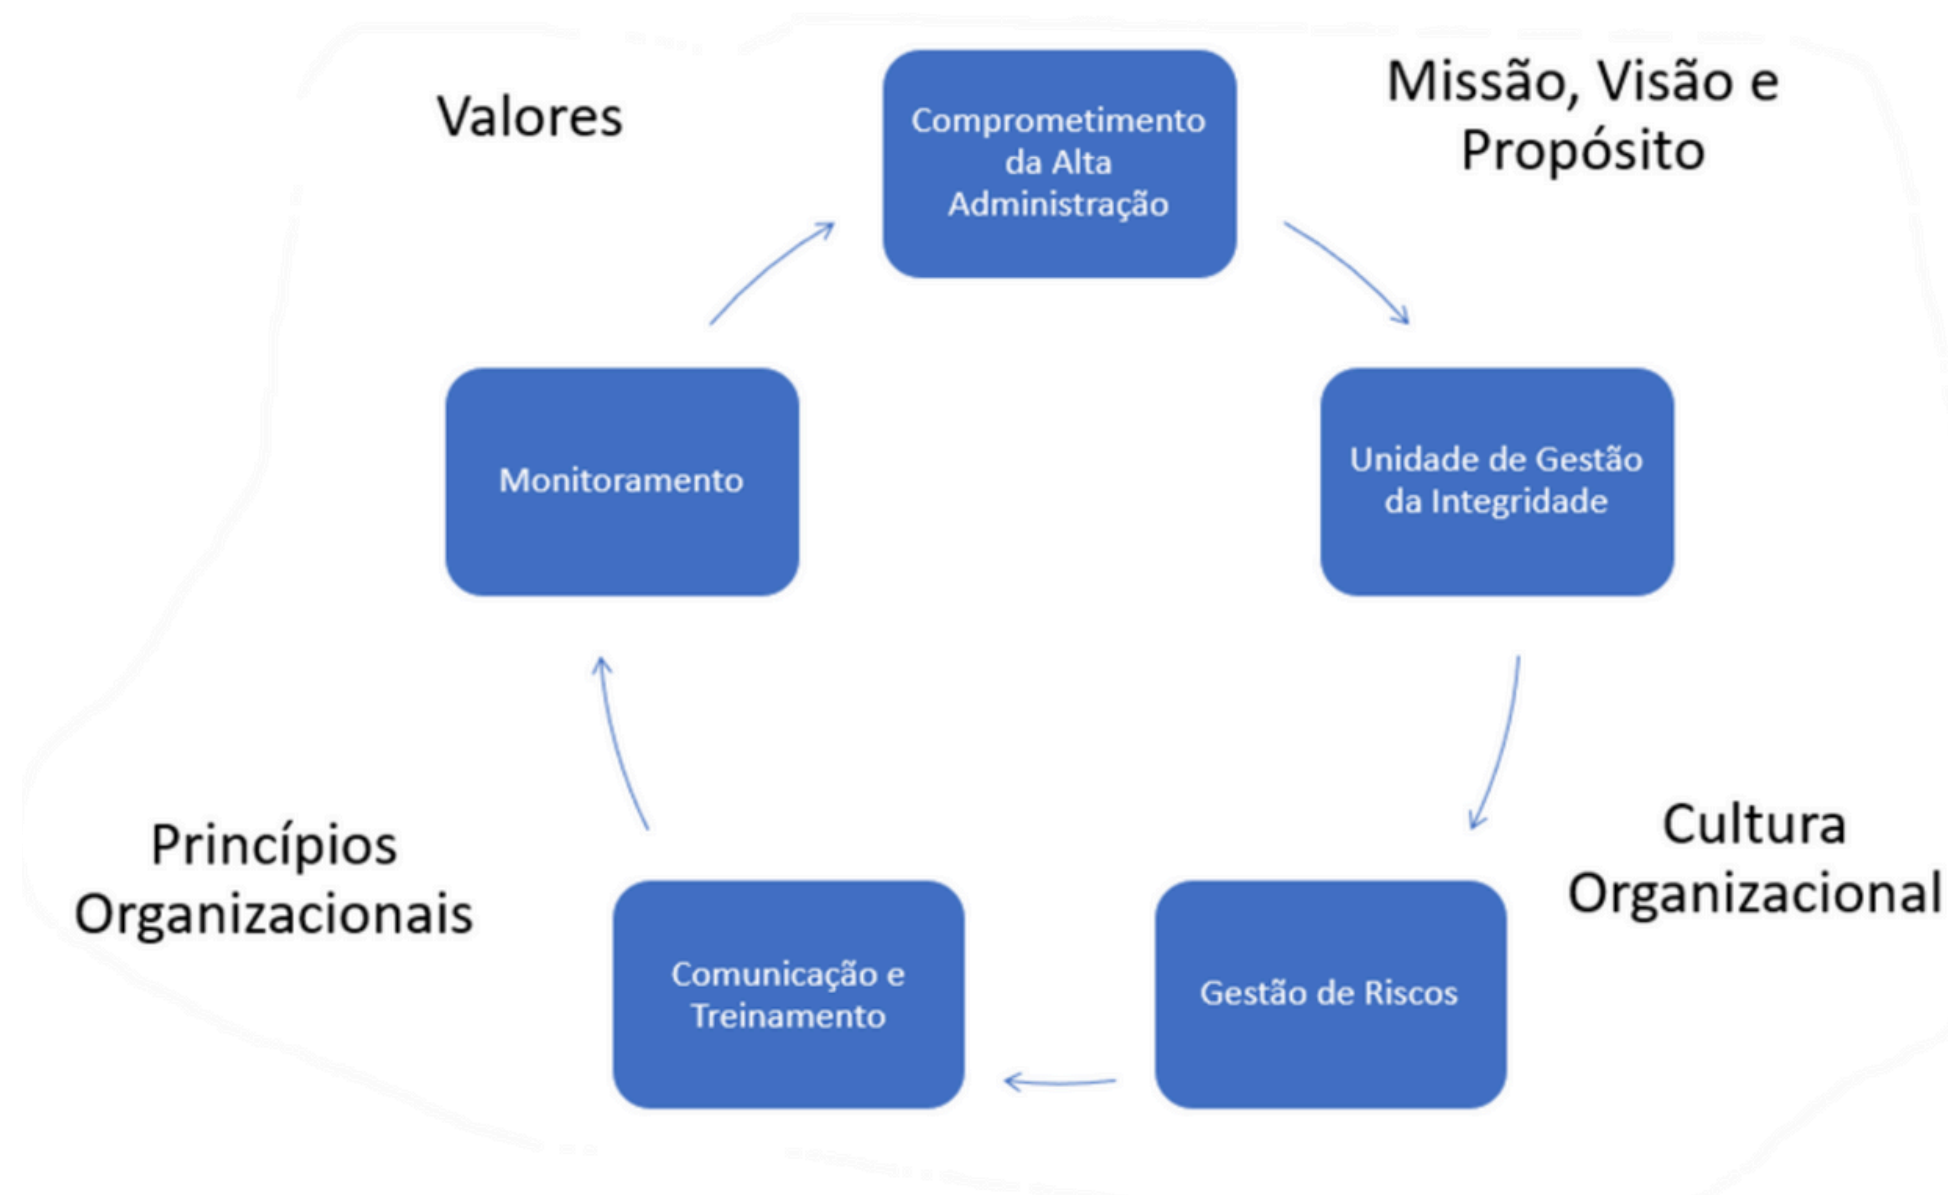 Valores
Comprometimento
da Alta
Administração
Missão, Visão e
Propósito
Monitoramento
Unidade de Gestão
da Integridade
Princípios
Organizacionais
Cultura
Organizacional
Comunicação e
Treinamento
Gestão de Riscos